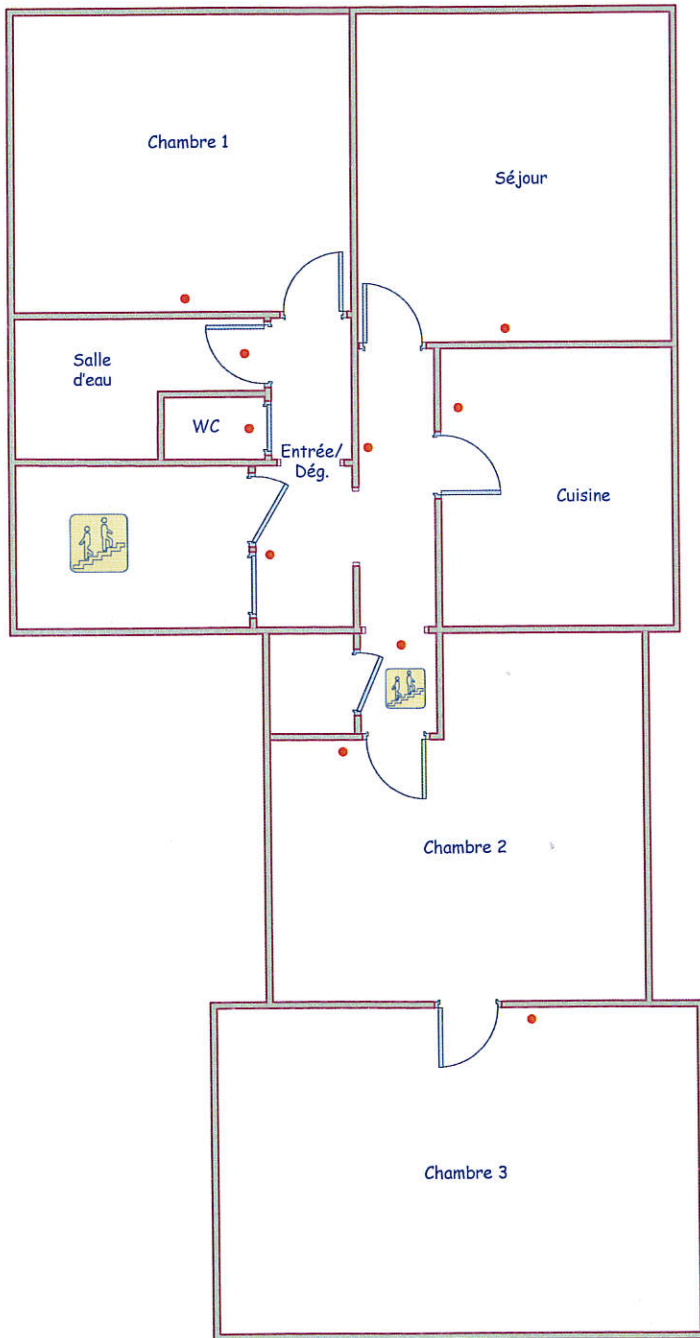 Chambre 1
Séjour
Salle
d'eau
WC
Entrée/
Dég.
Cuisine
Chambre 2
Chambre 3